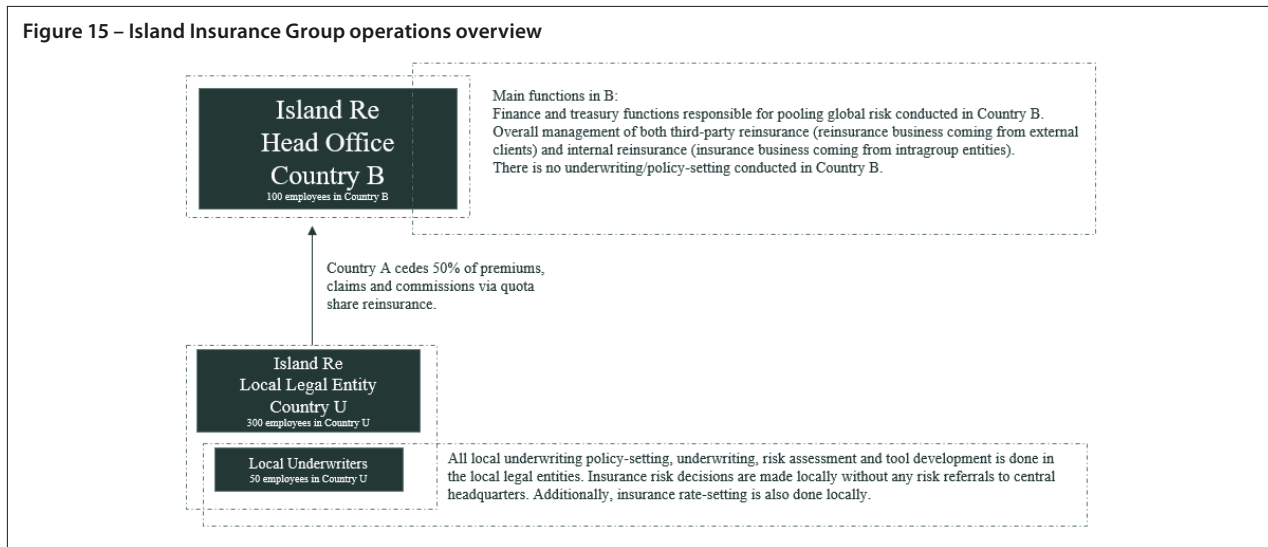 Figure 15 – Island Insurance Group operations overview
Island Re
Head Office
Country B
100 employees in Country B
Main functions in B:
Finance and treasury functions responsible for pooling global risk conducted in Country B.
Overall management of both third-party reinsurance (reinsurance business coming from external
clients) and internal reinsurance (insurance business coming from intragroup entities).
There is no underwriting/policy-setting conducted in Country B.
Country A cedes 50% of premiums,
claims and commissions via quota
share reinsurance.
Island Re
Local Legal Entity
Country U
300 employees in Country U
Local Underwriters
50 employees in Country U
All local underwriting policy-setting, underwriting, risk assessment and tool development is done in
the local legal entities. Insurance risk decisions are made locally without any risk referrals to central
headquarters. Additionally, insurance rate-setting is also done locally.